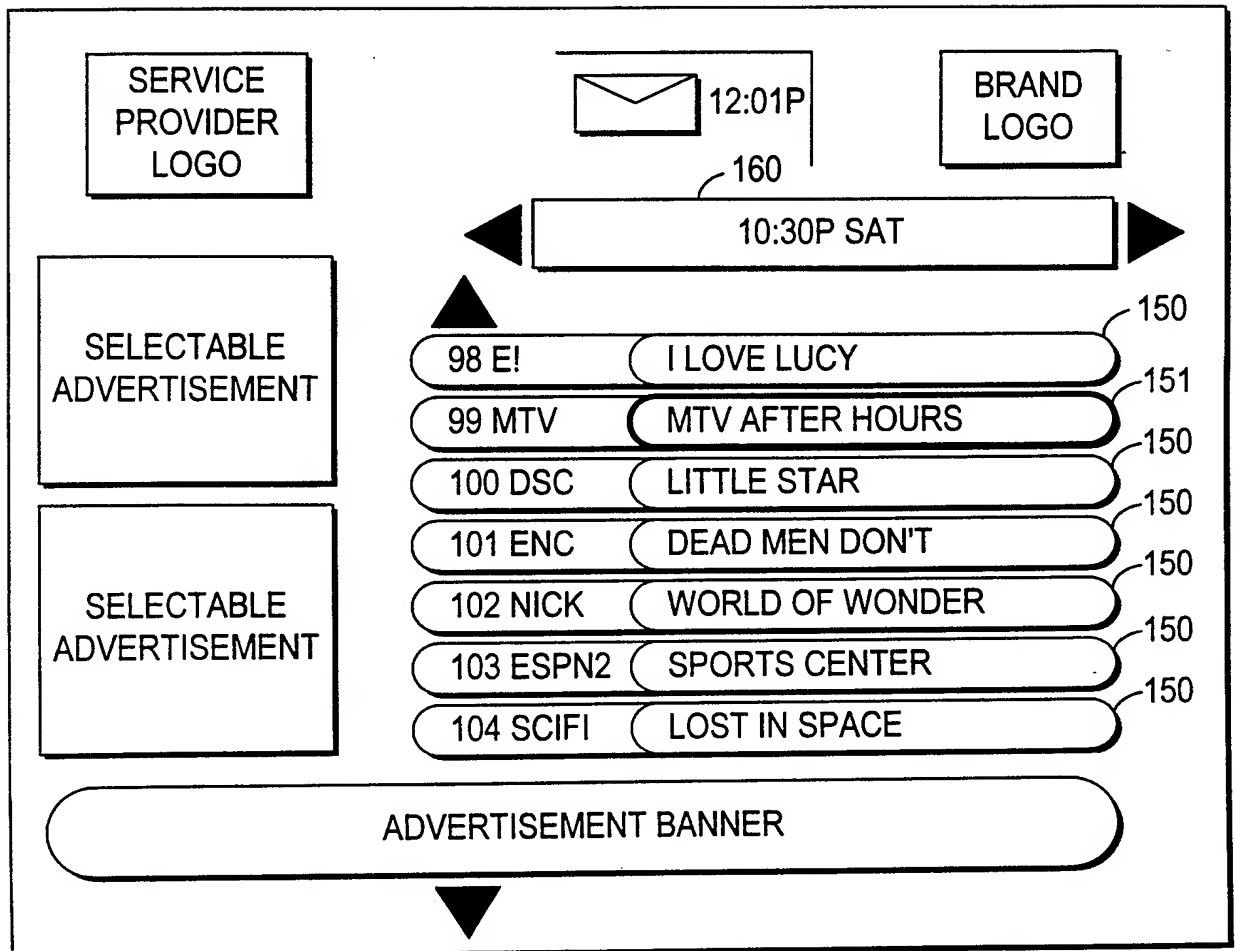 SERVICE
PROVIDER
LOGO
12:01P
BRAND
LOGO
160
10:30P SAT
SELECTABLE
ADVERTISEMENT
98 E! I LOVE LUCY 150
99 MTV MTV AFTER HOURS 151
100 DSC LITTLE STAR 150
101 ENC DEAD MEN DON'T 150
102 NICK WORLD OF WONDER 150
103 ESPN2 SPORTS CENTER 150
104 SCIFI LOST IN SPACE 150
SELECTABLE
ADVERTISEMENT
ADVERTISEMENT BANNER